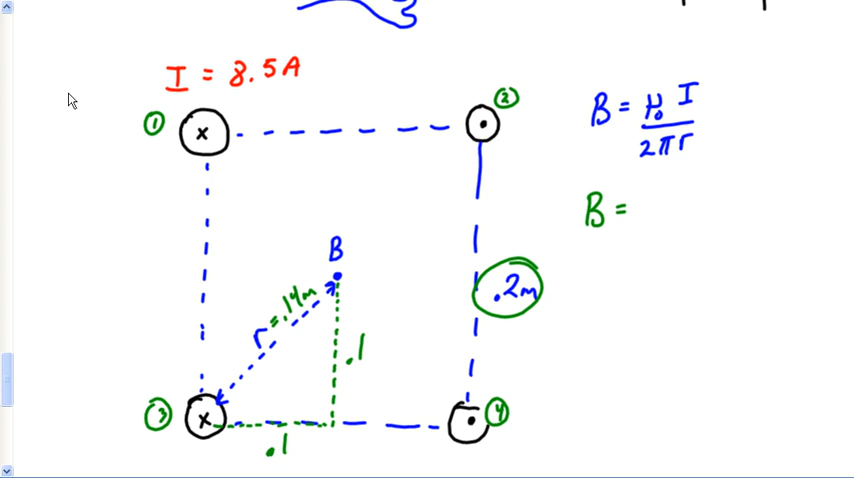 I = 8.5A
① x
② •
B = μ₀ I
2πr
B =
B
r = .14m
.2m
.1
③ x
④ •
.1